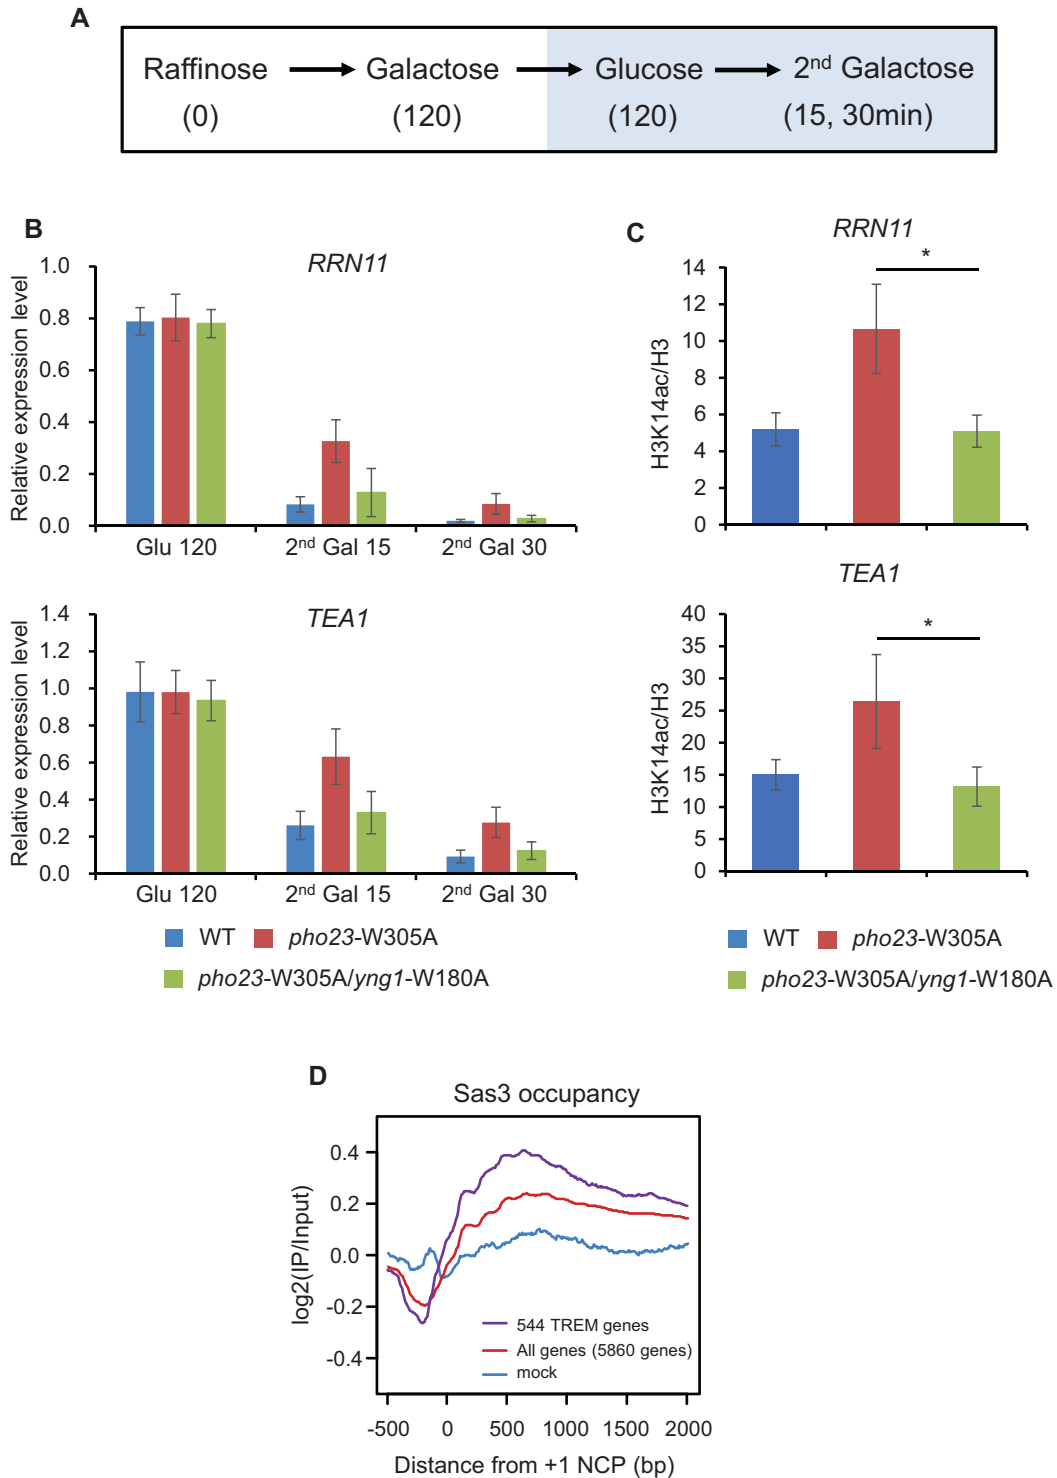 A
Raffinose Galactose Glucose 2nd Galactose
(0) (120) (120) (15, 30min)
B
RRN11
Relative expression level
1.0
0.8
0.6
0.4
0.2
0.0
Glu 120 2nd Gal 15 2nd Gal 30
TEA1
Relative expression level
1.4
1.2
1.0
0.8
0.6
0.4
0.2
0.0
Glu 120 2nd Gal 15 2nd Gal 30
WT pho23-W305A
pho23-W305A/yng1-W180A
C
RRN11
*
H3K14ac/H3
14
12
10
8
6
4
2
0
TEA1
*
H3K14ac/H3
40
35
30
25
20
15
10
5
0
WT pho23-W305A
pho23-W305A/yng1-W180A
D
Sas3 occupancy
log2(IP/Input)
0.4
0.2
0.0
-0.2
-0.4
544 TREM genes
All genes (5860 genes)
mock
-500 0 500 1000 1500 2000
Distance from +1 NCP (bp)